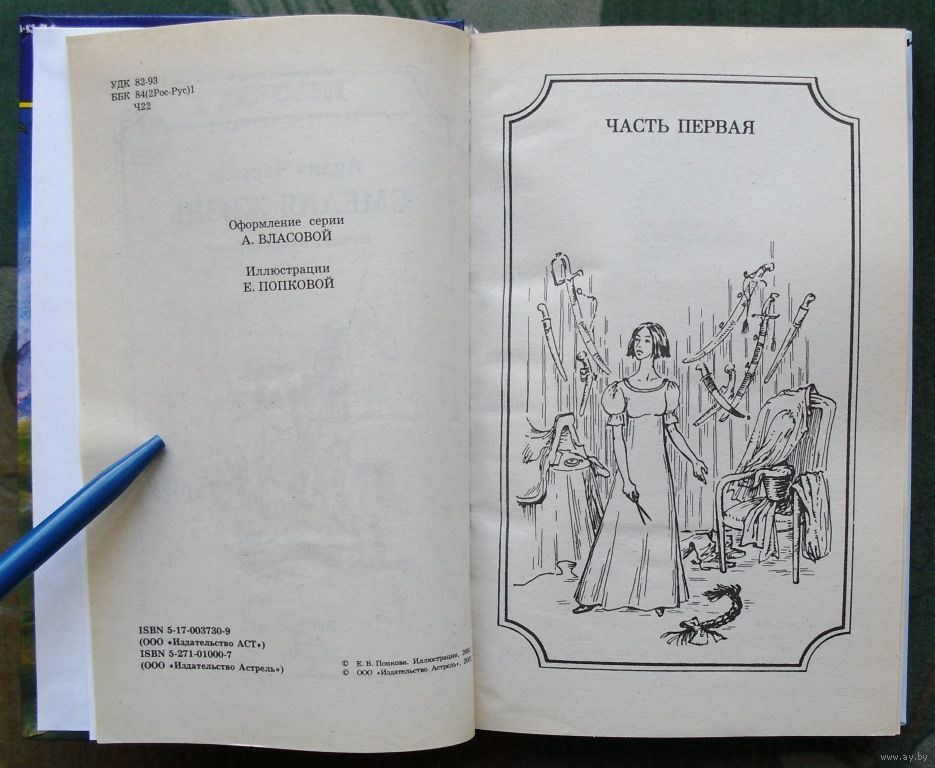 УДК 82-93
ББК 84(2Рос-Рус)1
Ч22
Оформление серии
А. ВЛАСОВОЙ
Иллюстрации
Е. ПОПКОВОЙ
ISBN 5-17-003730-9
(ООО «Издательство АСТ»)
ISBN 5-271-01000-7
(ООО «Издательство Астрель»)
© Е. В. Попкова. Иллюстрации,
© ООО «Издательство Астрель»,
ЧАСТЬ ПЕРВАЯ
www.ay.by